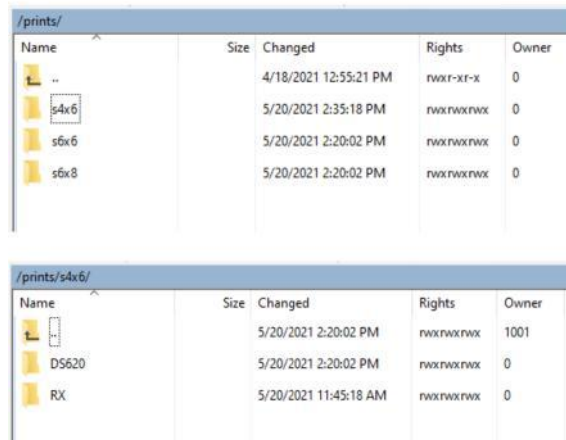 /prints/
Name Size Changed Rights Owner
.. 4/18/2021 12:55:21 PM rwxr-xr-x 0
s4x6 5/20/2021 2:35:18 PM rwxrwxrwx 0
s6x6 5/20/2021 2:20:02 PM rwxrwxrwx 0
s6x8 5/20/2021 2:20:02 PM rwxrwxrwx 0
/prints/s4x6/
Name Size Changed Rights Owner
.. 5/20/2021 2:20:02 PM rwxrwxrwx 1001
DS620 5/20/2021 2:20:02 PM rwxrwxrwx 0
RX 5/20/2021 11:45:18 AM rwxrwxrwx 0